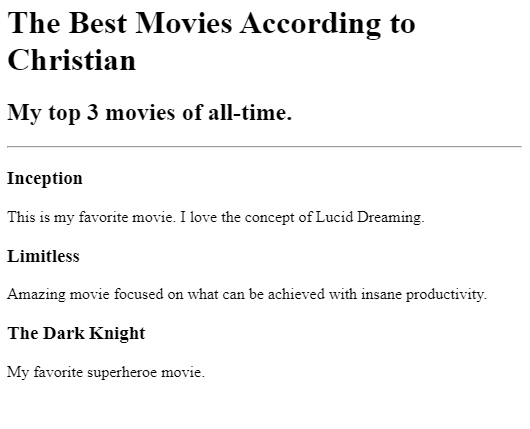 The Best Movies According to
Christian
My top 3 movies of all-time.
Inception
This is my favorite movie. I love the concept of Lucid Dreaming.
Limitless
Amazing movie focused on what can be achieved with insane productivity.
The Dark Knight
My favorite superheroe movie.